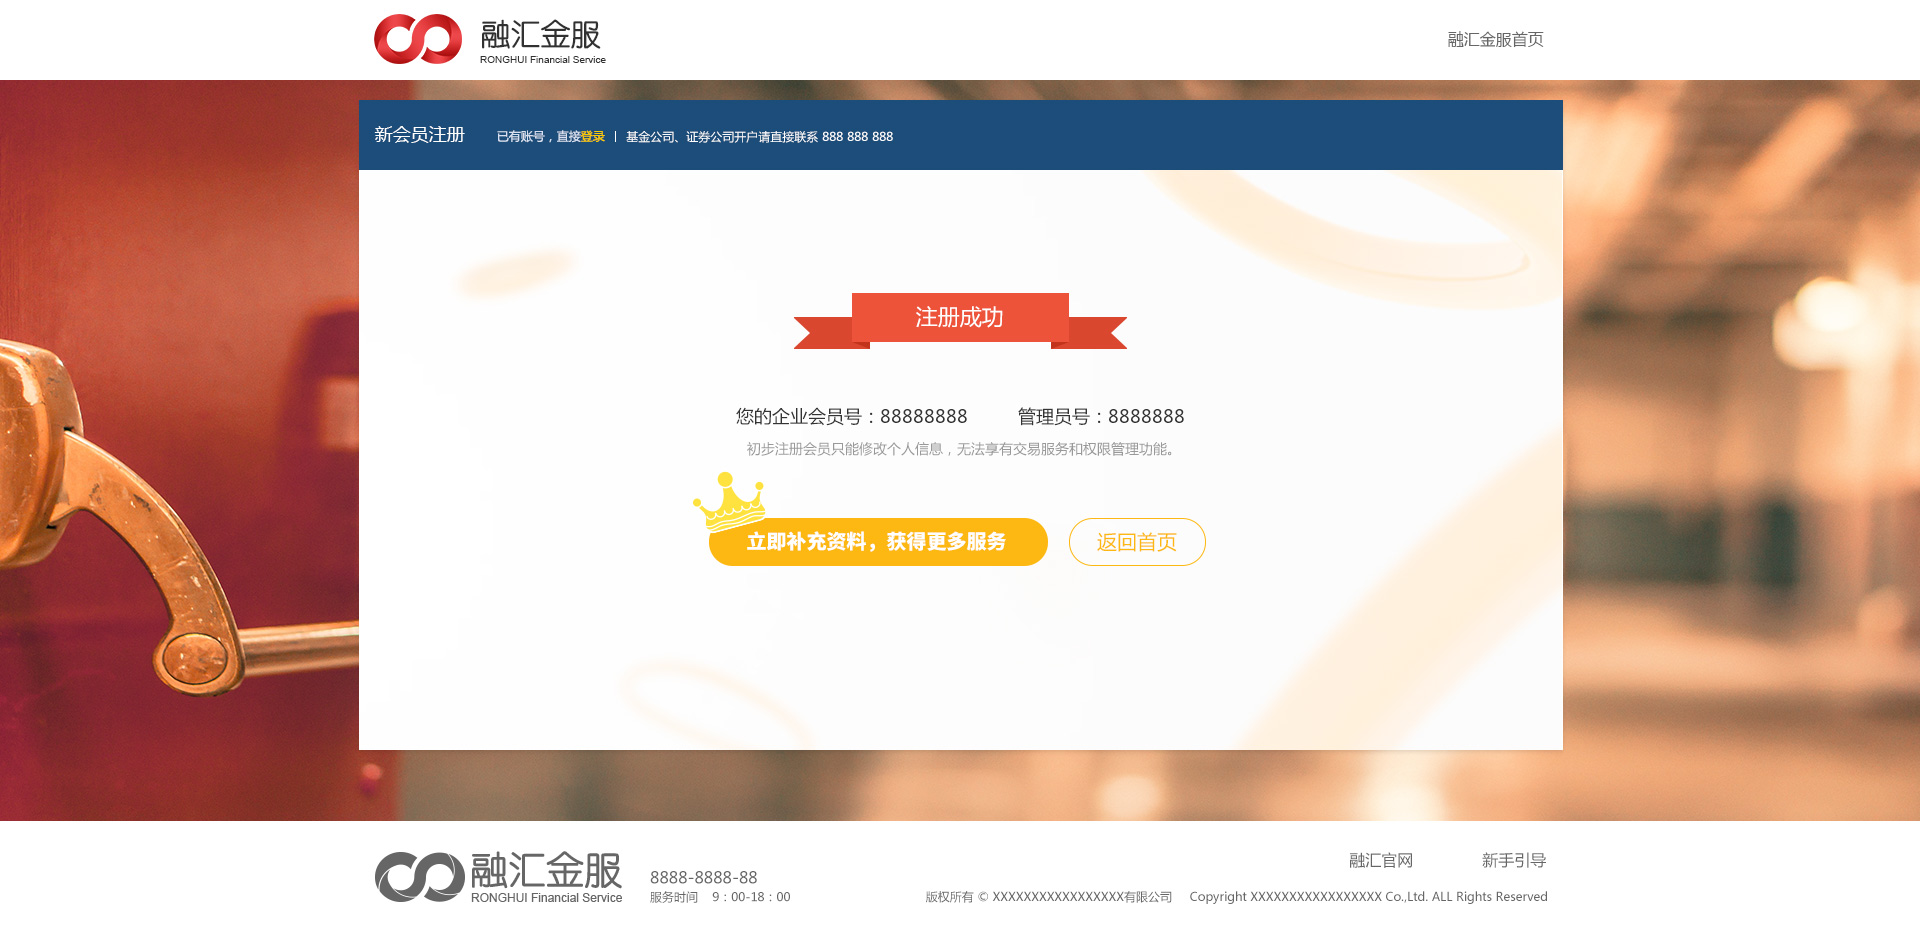 融汇金服
RONGHUI Financial Service
融汇金服首页
新会员注册
已有账号，直接登录 | 基金公司、证券公司开户请直接联系 888 888 888
注册成功
您的企业会员号：88888888 管理员号：8888888
初步注册会员只能修改个人信息，无法享有交易服务和权限管理功能。
立即补充资料，获得更多服务
返回首页
融汇金服
RONGHUI Financial Service
8888-8888-88
服务时间 9：00-18：00
融汇官网 新手引导
版权所有 © XXXXXXXXXXXXXXXXX有限公司 Copyright XXXXXXXXXXXXXXXXX Co.,Ltd. ALL Rights Reserved